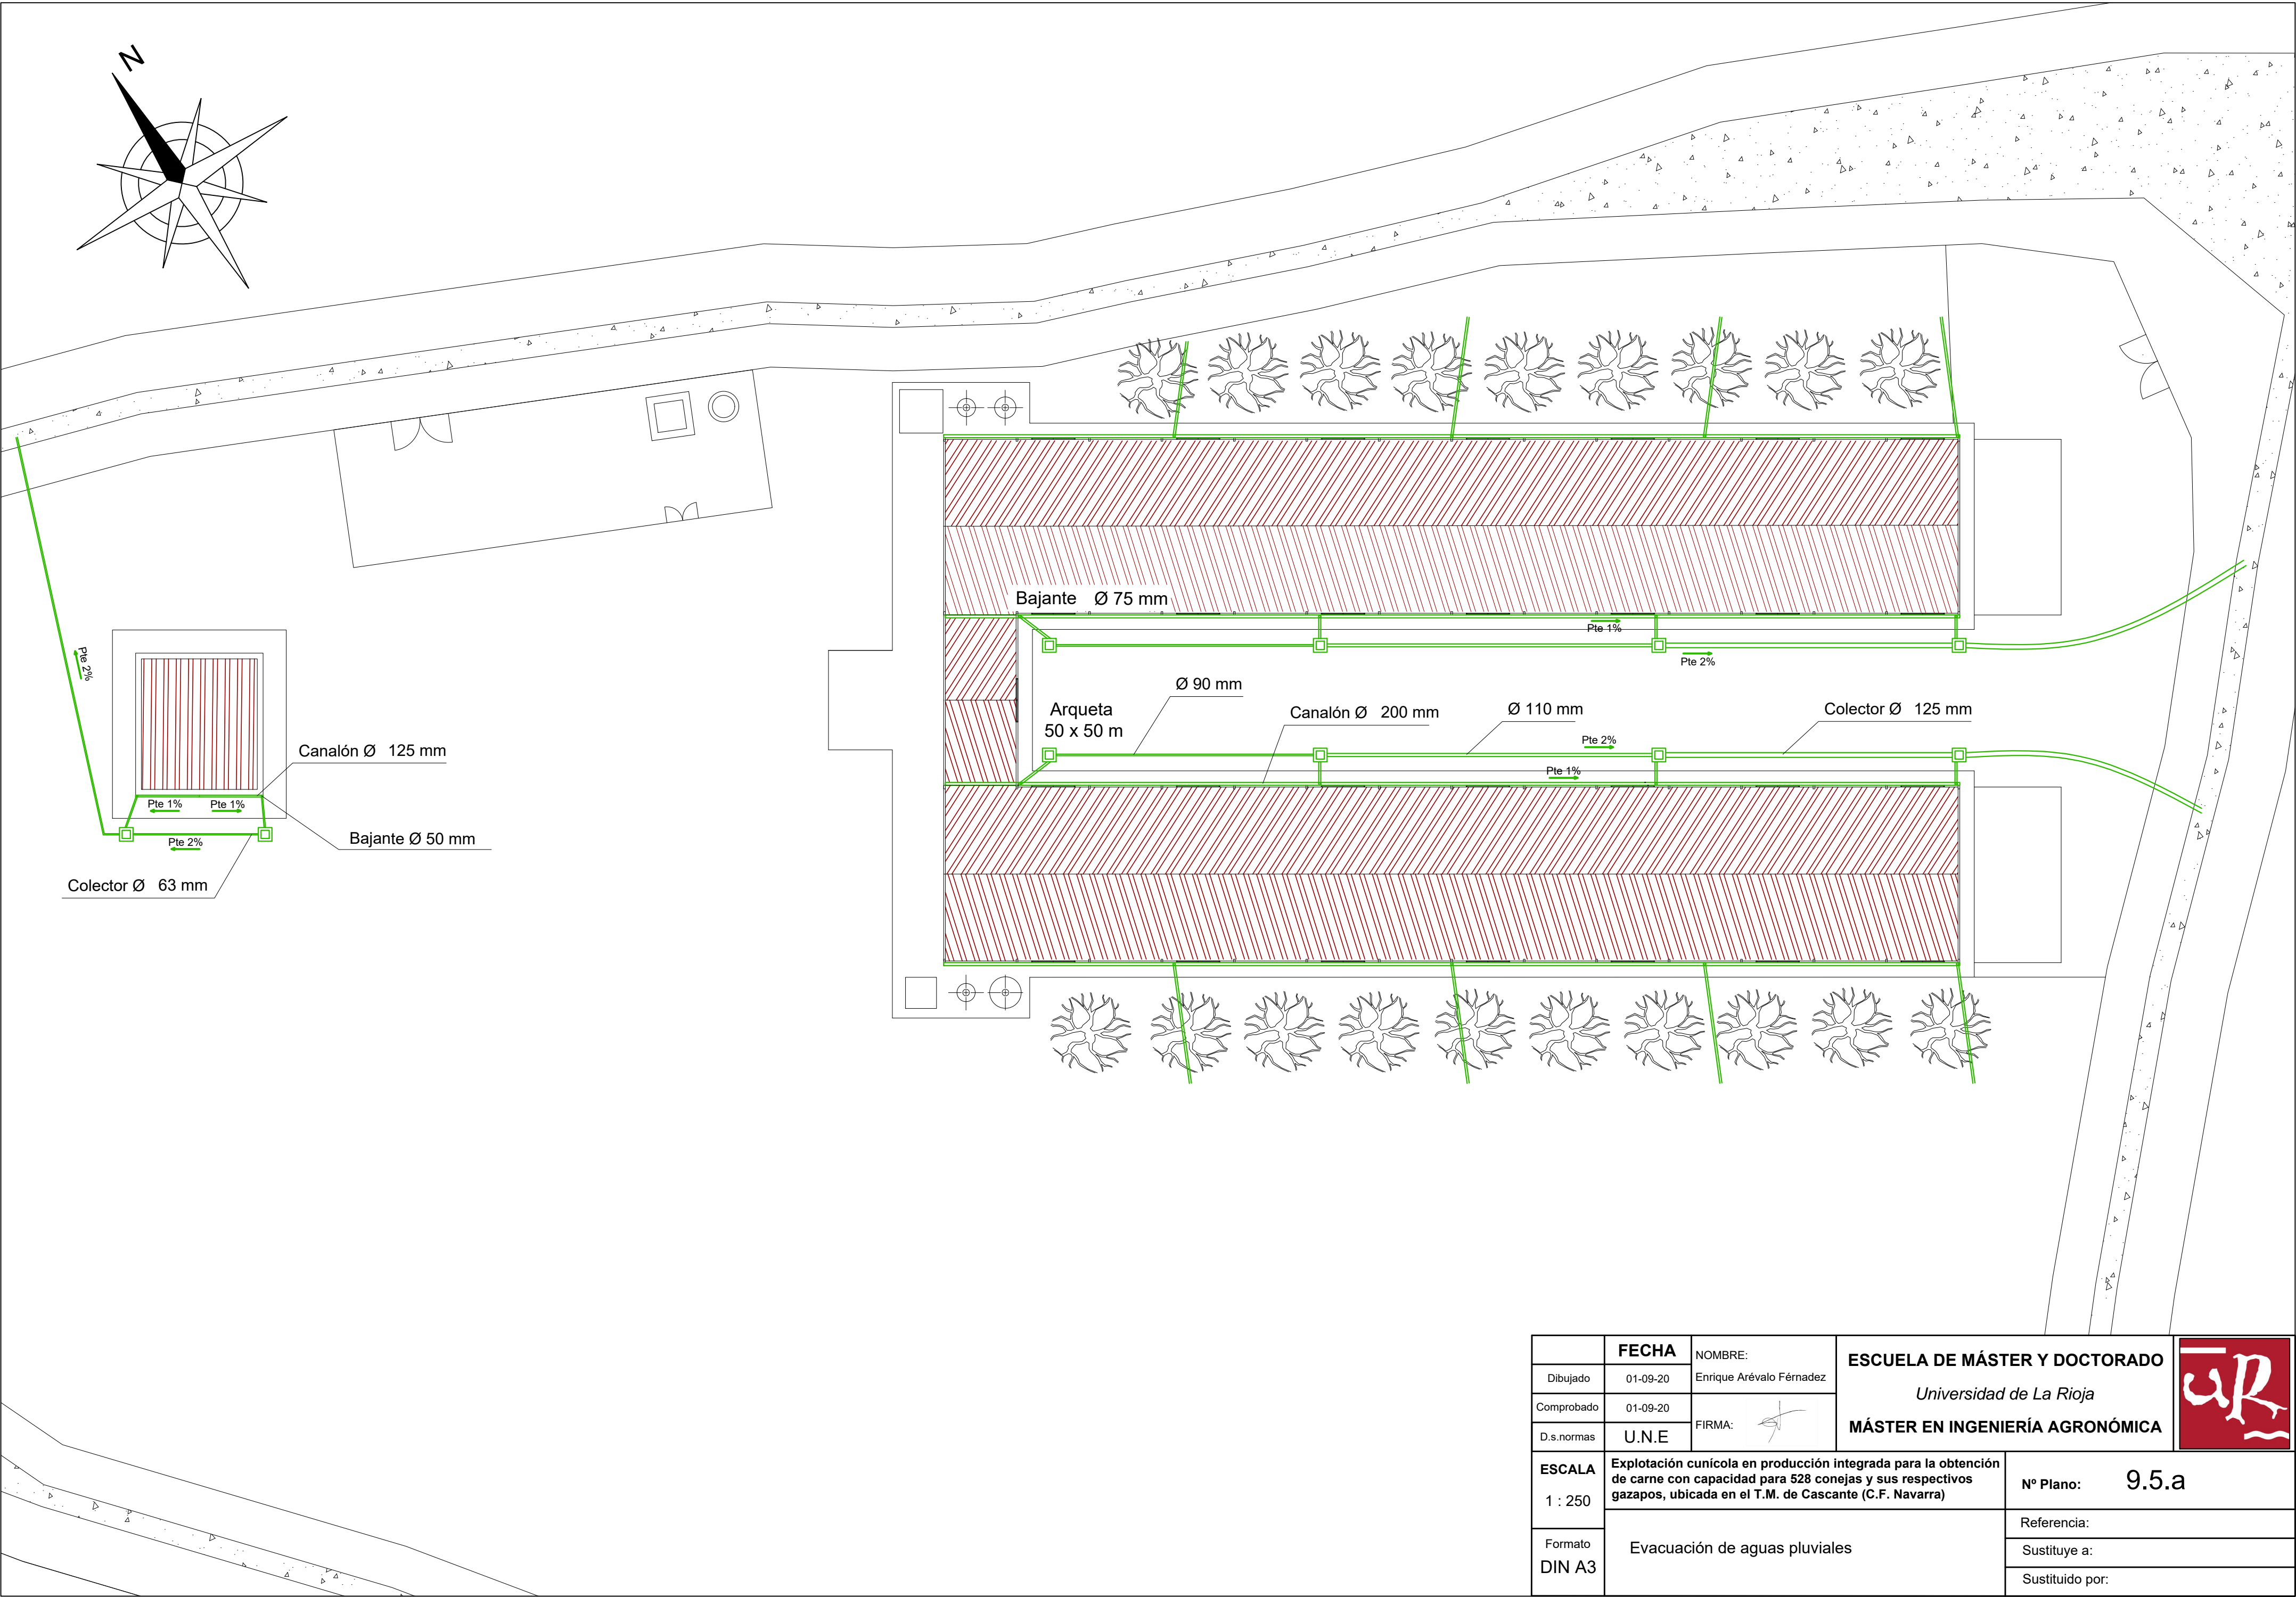 N
Bajante Ø 75 mm
Pte 1%
Pte 2%
Ø 90 mm
Arqueta
50 x 50 m
Canalón Ø 200 mm
Ø 110 mm
Colector Ø 125 mm
Pte 2%
Pte 1%
Pte 2%
Canalón Ø 125 mm
Pte 1%
Pte 1%
Pte 2%
Bajante Ø 50 mm
Colector Ø 63 mm
FECHA
Dibujado
01-09-20
Comprobado
01-09-20
D.s.normas
U.N.E
NOMBRE:
Enrique Arévalo Férnadez
FIRMA:
ESCUELA DE MÁSTER Y DOCTORADO
Universidad de La Rioja
MÁSTER EN INGENIERÍA AGRONÓMICA
uR
ESCALA
1 : 250
Explotación cunícola en producción integrada para la obtención
de carne con capacidad para 528 conejas y sus respectivos
gazapos, ubicada en el T.M. de Cascante (C.F. Navarra)
Nº Plano: 9.5.a
Formato
DIN A3
Evacuación de aguas pluviales
Referencia:
Sustituye a:
Sustituido por: